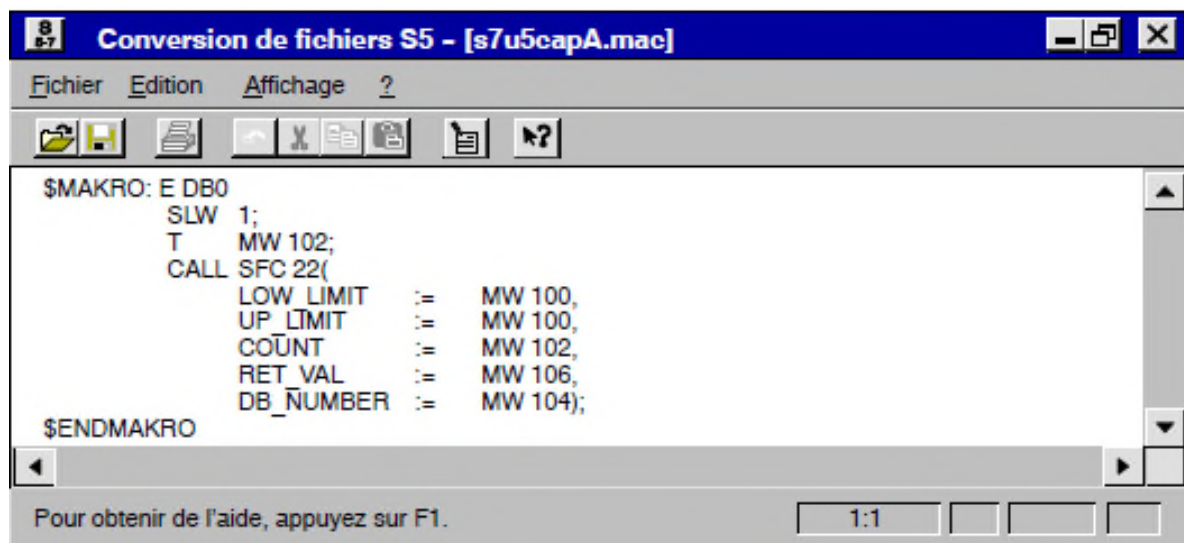 Conversion de fichiers S5 – [s7u5capA.mac]
Fichier Edition Affichage ?
$MAKRO: E DB0
SLW 1;
T MW 102;
CALL SFC 22(
LOW_LIMIT := MW 100,
UP_LIMIT := MW 100,
COUNT := MW 102,
RET_VAL := MW 106,
DB_NUMBER := MW 104);
$ENDMAKRO
Pour obtenir de l'aide, appuyez sur F1. 1:1